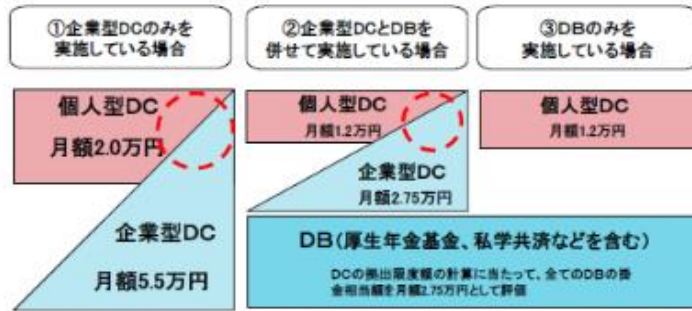 ①企業型DCのみを
実施している場合
②企業型DCとDBを
併せて実施している場合
③DBのみを
実施している場合
個人型DC
月額2.0万円
企業型DC
月額5.5万円
個人型DC
月額1.2万円
企業型DC
月額2.75万円
個人型DC
月額1.2万円
DB(厚生年金基金、私学共済などを含む)
DCの拠出限度額の計算に当たって、全てのDBの掛
金相当額を月額2.75万円として評価